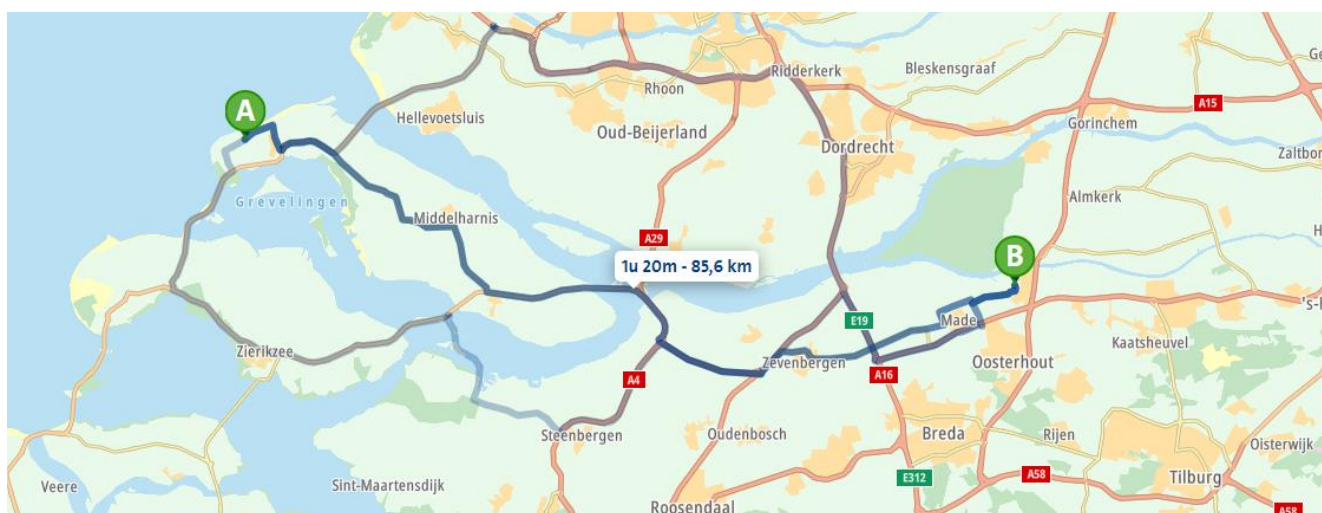 Ridderkerk
Bleskensgraaf
Rhoon
A15
A
Hellevoetsluis
Oud-Beijerland
Gorinchem
Dordrecht
Zaltbom
Almkerk
Grevelingen
Middelharnis
A29
B
1u 20m - 85,6 km
's-H
E19
Made
Kaatsheuvel
Zierikzee
Zevenbergen
Oosterhout
A4
A16
Steenbergen
Oudenbosch
Breda
Rijen
Oisterwijk
A58
Tilburg
E312
Veere
Sint-Maartensdijk
Roosendaal
A58